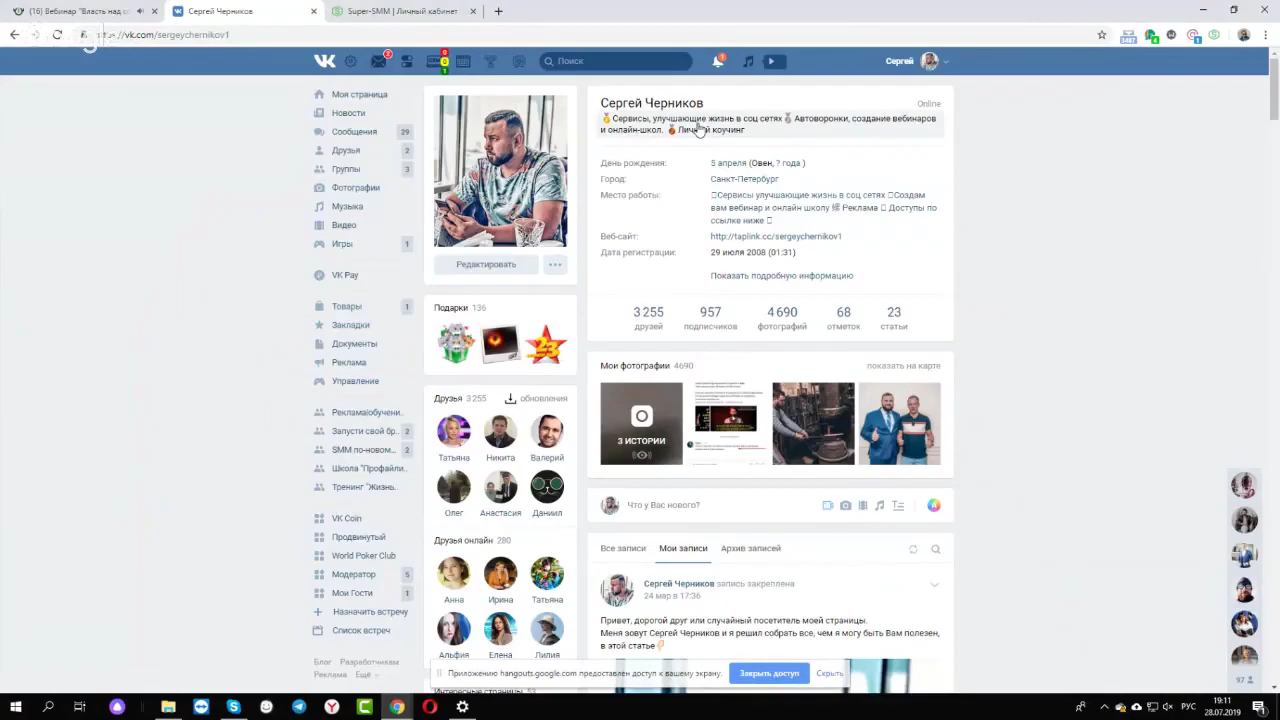 (16) Вебинар "Власть над со
Сергей Черников
Super-SMM | Личный кабинет
vk.com/sergeychernikov1
Поиск
Сергей
Моя страница
Новости
Сообщения 29
Друзья 2
Группы 3
Фотографии
Музыка
Видео
Игры 1
VK Pay
Товары 1
Закладки
Документы
Реклама
Управление
Реклама|обучени..
Запусти свой бр.. 2
SMM по-новом... 2
Школа "Профайли..
Тренинг "Жизнь..
VK Coin
Продвинутый
World Poker Club
Модератор 5
Мои Гости 1
Назначить встречу
Список встреч
Блог Разработчикам
Реклама Ещё
Редактировать
Подарки 136
Друзья 3 255 обновления
Татьяна Никита Валерий
Олег Анастасия Даниил
Друзья онлайн 280
Анна Ирина Татьяна
Альфия Елена Лилия
Интересные страницы 53
Сергей Черников Online
🥇Сервисы, улучшающие жизнь в соц сетях🥈Автоворонки, создание вебинаров
и онлайн-школ. 🥉Личный коучинг
День рождения: 5 апреля (Овен, ? года )
Город: Санкт-Петербург
Место работы: Сервисы улучшающие жизнь в соц сетях Создам
вам вебинар и онлайн школу Реклама Доступы по
ссылке ниже
Веб-сайт: http://taplink.cc/sergeychernikov1
Дата регистрации: 29 июля 2008 (01:31)
Показать подробную информацию
3 255 957 4 690 68 23
друзей подписчиков фотографий отметок статьи
Мои фотографии 4690 показать на карте
3 ИСТОРИИ
Что у Вас нового?
Все записи Мои записи Архив записей
Сергей Черников запись закреплена
24 мар в 17:36
Привет, дорогой друг или случайный посетитель моей страницы.
Меня зовут Сергей Черников и я решил собрать все, чем я могу быть Вам полезен,
в этой статье
Приложению hangouts.google.com предоставлен доступ к вашему экрану. Закрыть доступ Скрыть
97
РУС
19:11
28.07.2019